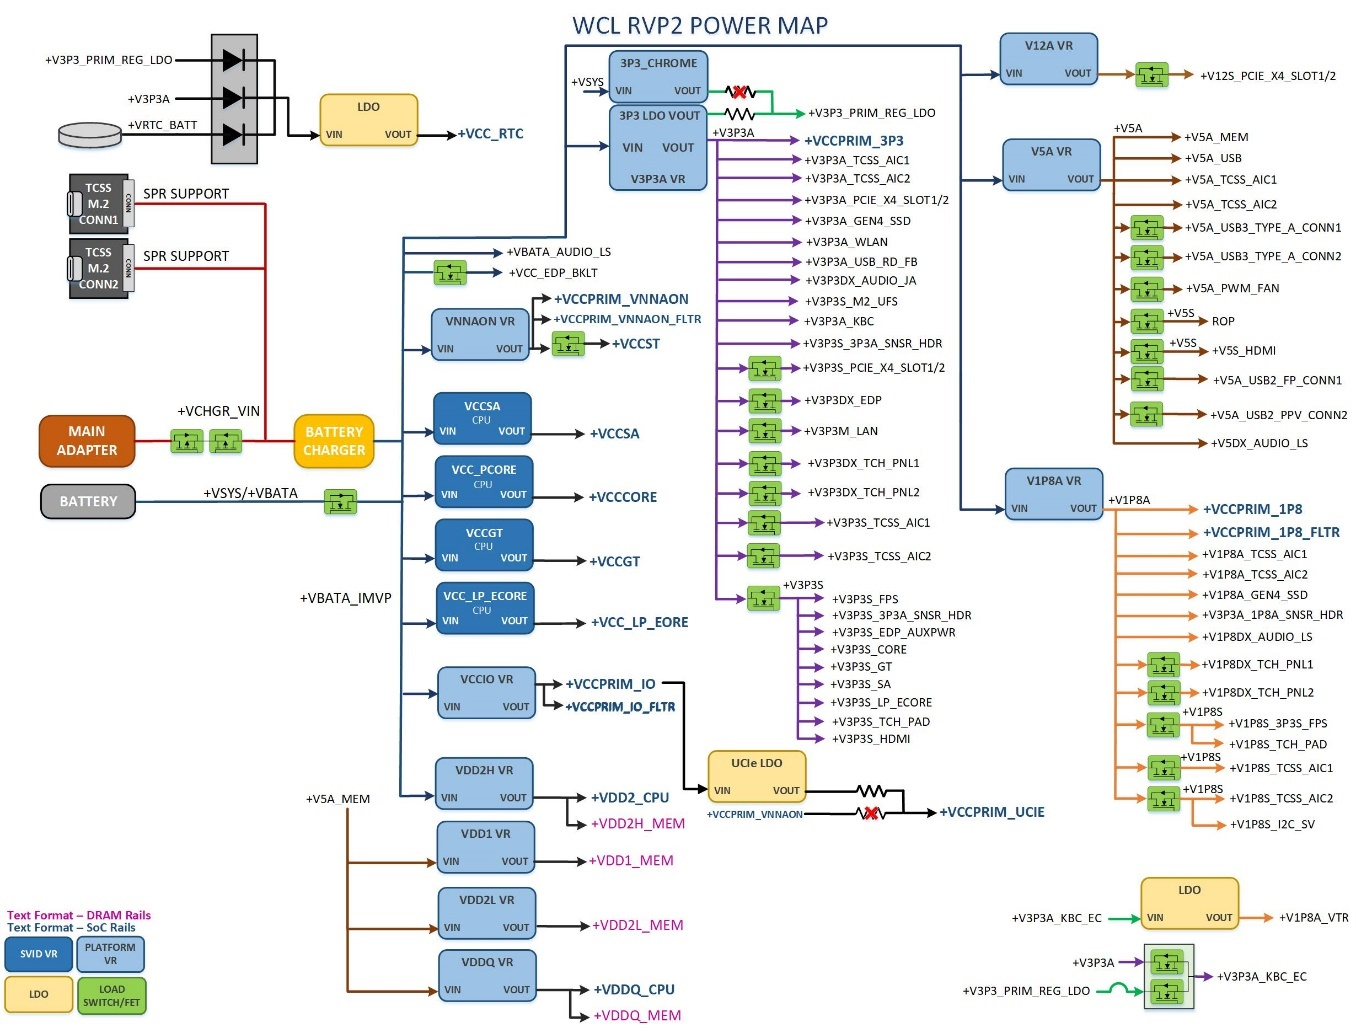 WCL RVP2 POWER MAP
+V3P3_PRIM_REG_LDO
+V3P3A
+VRTC_BATT
LDO
VIN
VOUT
+VCC_RTC
TCSS
M.2
CONN1
CONN
SPR SUPPORT
TCSS
M.2
CONN2
CONN
SPR SUPPORT
+VCHGR_VIN
MAIN
ADAPTER
BATTERY
CHARGER
BATTERY
+VSYS/+VBATA
+VBATA_IMVP
+VBATA_AUDIO_LS
+VCC_EDP_BKLT
VNNAON VR
VIN
VOUT
+VCCPRIM_VNNAON
+VCCPRIM_VNNAON_FLTR
+VCCST
VCCSA
CPU
VIN
VOUT
+VCCSA
VCC_PCORE
CPU
VIN
VOUT
+VCCCORE
VCCGT
CPU
VIN
VOUT
+VCCGT
VCC_LP_ECORE
CPU
VIN
VOUT
+VCC_LP_EORE
VCCIO VR
VIN
VOUT
+VCCPRIM_IO
+VCCPRIM_IO_FLTR
VDD2H VR
VIN
VOUT
+VDD2_CPU
+VDD2H_MEM
+V5A_MEM
VDD1 VR
VIN
VOUT
+VDD1_MEM
VDD2L VR
VIN
VOUT
+VDD2L_MEM
VDDQ VR
VIN
VOUT
+VDDQ_CPU
+VDDQ_MEM
UCIe LDO
VIN
VOUT
+VCCPRIM_VNNAON
+VCCPRIM_UCIE
+VSYS
3P3_CHROME
VIN
VOUT
3P3 LDO VOUT
VIN
VOUT
V3P3A VR
+V3P3_PRIM_REG_LDO
+V3P3A
+VCCPRIM_3P3
+V3P3A_TCSS_AIC1
+V3P3A_TCSS_AIC2
+V3P3A_PCIE_X4_SLOT1/2
+V3P3A_GEN4_SSD
+V3P3A_WLAN
+V3P3A_USB_RD_FB
+V3P3DX_AUDIO_JA
+V3P3S_M2_UFS
+V3P3A_KBC
+V3P3S_3P3A_SNSR_HDR
+V3P3S_PCIE_X4_SLOT1/2
+V3P3DX_EDP
+V3P3M_LAN
+V3P3DX_TCH_PNL1
+V3P3DX_TCH_PNL2
+V3P3S_TCSS_AIC1
+V3P3S_TCSS_AIC2
+V3P3S
+V3P3S_FPS
+V3P3S_3P3A_SNSR_HDR
+V3P3S_EDP_AUXPWR
+V3P3S_CORE
+V3P3S_GT
+V3P3S_SA
+V3P3S_LP_ECORE
+V3P3S_TCH_PAD
+V3P3S_HDMI
V12A VR
VIN
VOUT
+V12S_PCIE_X4_SLOT1/2
V5A VR
VIN
VOUT
+V5A
+V5A_MEM
+V5A_USB
+V5A_TCSS_AIC1
+V5A_TCSS_AIC2
+V5A_USB3_TYPE_A_CONN1
+V5A_USB3_TYPE_A_CONN2
+V5A_PWM_FAN
+V5S
ROP
+V5S
+V5S_HDMI
+V5A_USB2_FP_CONN1
+V5A_USB2_PPV_CONN2
+V5DX_AUDIO_LS
V1P8A VR
VIN
VOUT
+V1P8A
+VCCPRIM_1P8
+VCCPRIM_1P8_FLTR
+V1P8A_TCSS_AIC1
+V1P8A_TCSS_AIC2
+V1P8A_GEN4_SSD
+V3P3A_1P8A_SNSR_HDR
+V1P8DX_AUDIO_LS
+V1P8DX_TCH_PNL1
+V1P8DX_TCH_PNL2
+V1P8S
+V1P8S_3P3S_FPS
+V1P8S_TCH_PAD
+V1P8S
+V1P8S_TCSS_AIC1
+V1P8S
+V1P8S_TCSS_AIC2
+V1P8S_I2C_SV
LDO
+V3P3A_KBC_EC
VIN
VOUT
+V1P8A_VTR
+V3P3A
+V3P3_PRIM_REG_LDO
+V3P3A_KBC_EC
Text Format – DRAM Rails
Text Format – SoC Rails
SVID VR
PLATFORM
VR
LDO
LOAD
SWITCH/FET